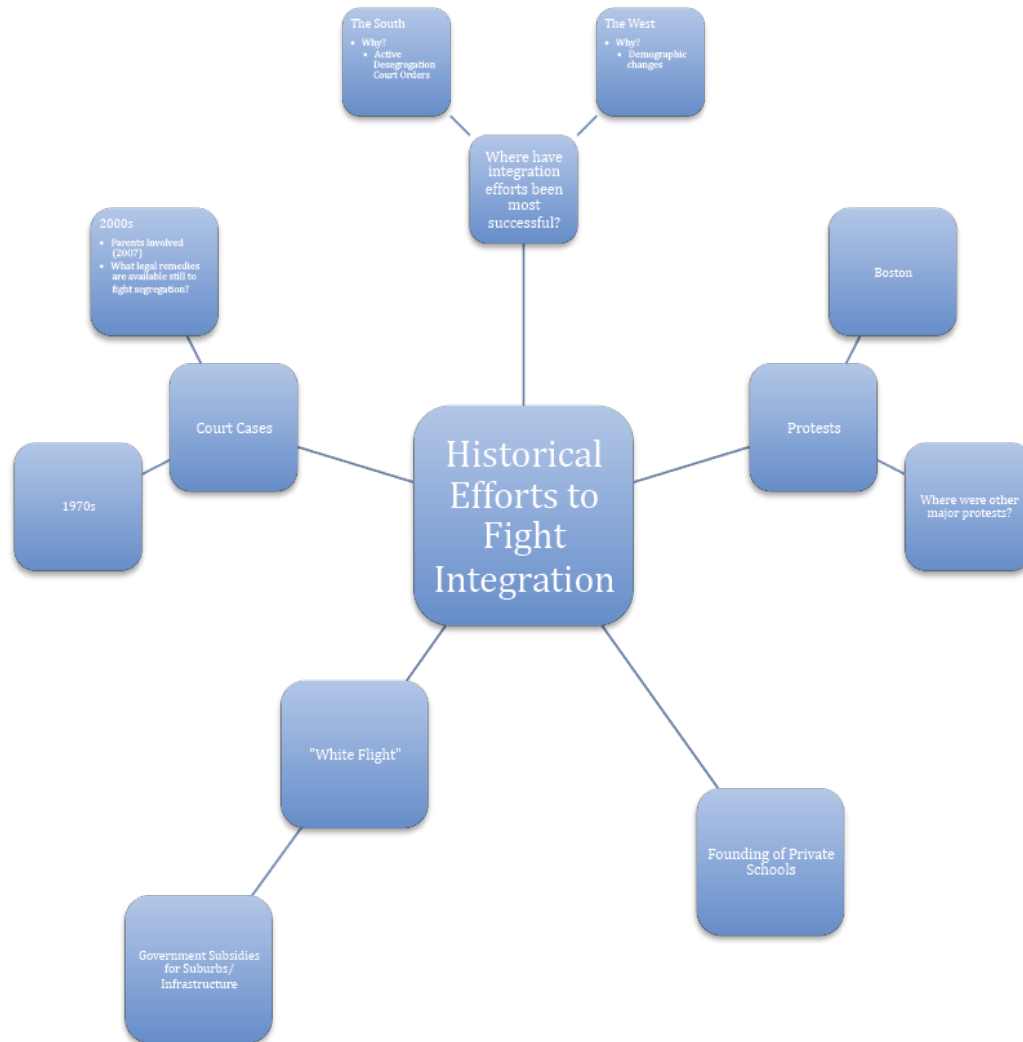 The South
• Why?
• Active
Desegregation
Court Orders
The West
• Why?
• Demographic
changes
Where have
integration
efforts been
most
successful?
2000s
• Parents involved
(2007)
• What legal remedies
are available still to
fight segregation?
Court Cases
1970s
Boston
Protests
Where were other
major protests?
Historical
Efforts to
Fight
Integration
"White Flight"
Government Subsidies
for Suburbs/
Infrastructure
Founding of Private
Schools